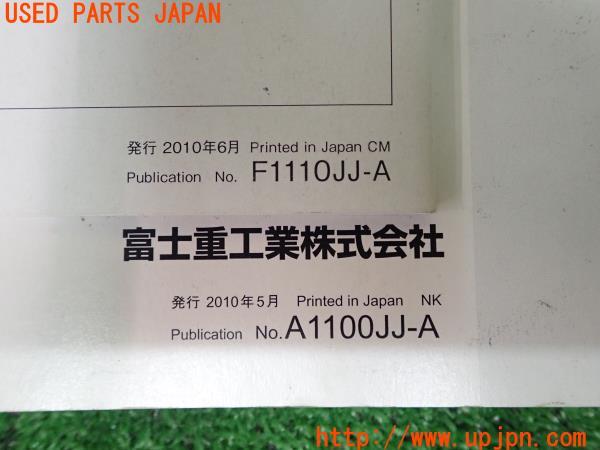 USED PARTS JAPAN
発行 2010年6月 Printed in Japan CM
Publication No. F1110JJ-A
富士重工業株式会社
発行 2010年5月 Printed in Japan NK
Publication No. A1100JJ-A
http://www.upjpn.com/